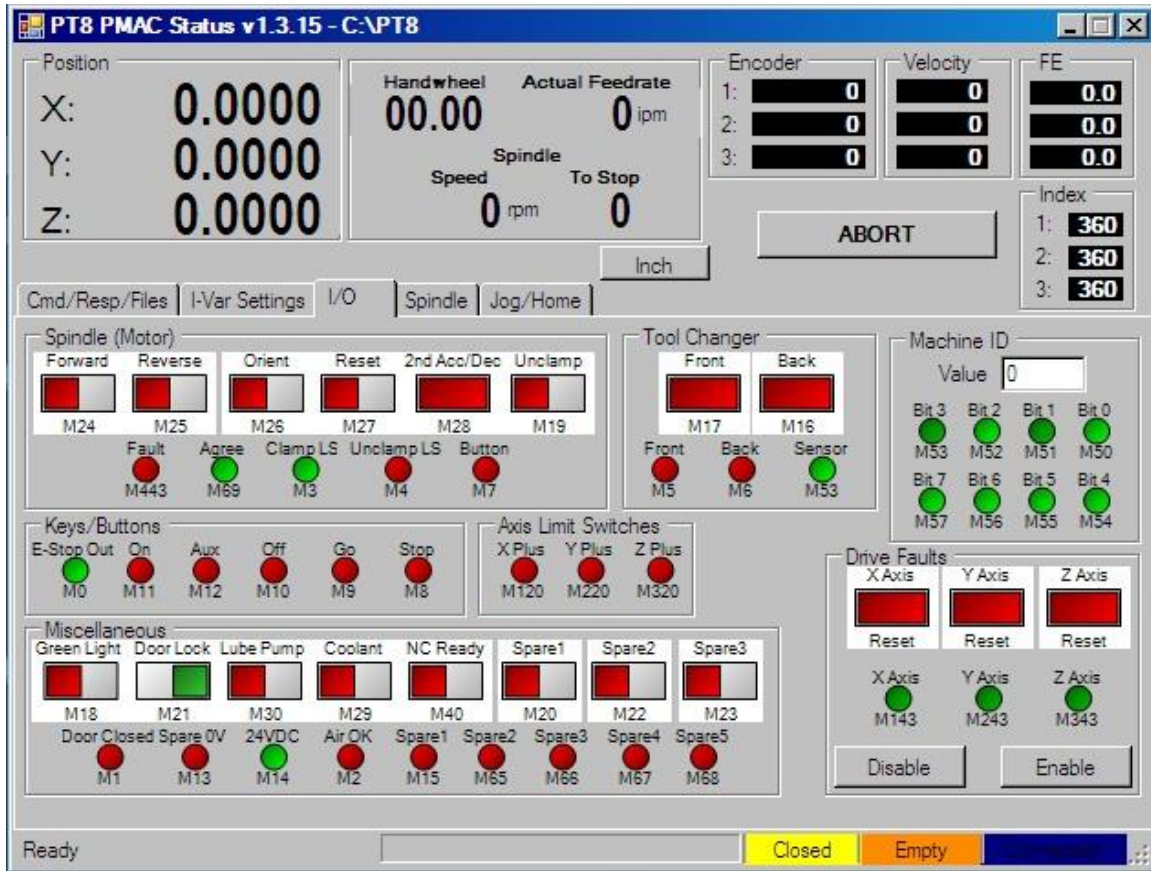 PT8 PMAC Status v1.3.15 - C:\PT8
Position
X: 0.0000
Y: 0.0000
Z: 0.0000
Handwheel Actual Feedrate
00.00 0 ipm
Spindle
Speed To Stop
0 rpm 0
Encoder
1: 0
2: 0
3: 0
Velocity
0
0
0
FE
0.0
0.0
0.0
Index
1: 360
2: 360
3: 360
ABORT
Inch
Cmd/Resp/Files I-Var Settings I/O Spindle Jog/Home
Spindle (Motor)
Forward Reverse Orient Reset 2nd Acc/Dec Unclamp
M24 M25 M26 M27 M28 M19
Fault Agree Clamp LS Unclamp LS Button
M443 M69 M3 M4 M7
Tool Changer
Front Back
M17 M16
Front Back Sensor
M5 M6 M53
Machine ID
Value 0
Bit 3 Bit 2 Bit 1 Bit 0
M53 M52 M51 M50
Bit 7 Bit 6 Bit 5 Bit 4
M57 M56 M55 M54
Keys/Buttons
E-Stop Out On Aux Off Go Stop
M0 M11 M12 M10 M9 M8
Axis Limit Switches
X Plus Y Plus Z Plus
M120 M220 M320
Drive Faults
X Axis Y Axis Z Axis
Reset Reset Reset
X Axis Y Axis Z Axis
M143 M243 M343
Disable Enable
Miscellaneous
Green Light Door Lock Lube Pump Coolant NC Ready Spare1 Spare2 Spare3
M18 M21 M30 M29 M40 M20 M22 M23
Door Closed Spare 0V 24VDC Air OK Spare1 Spare2 Spare3 Spare4 Spare5
M1 M13 M14 M2 M15 M65 M66 M67 M68
Ready Closed Empty